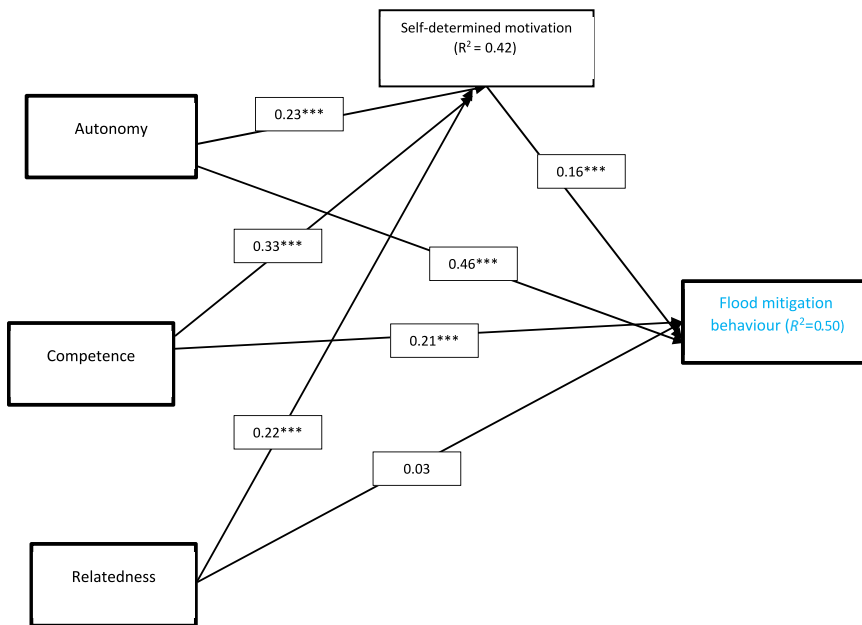 Self-determined motivation
(R² = 0.42)
Autonomy
0.23***
0.16***
0.33***
0.46***
Flood mitigation
behaviour (R²=0.50)
Competence
0.21***
0.22***
0.03
Relatedness